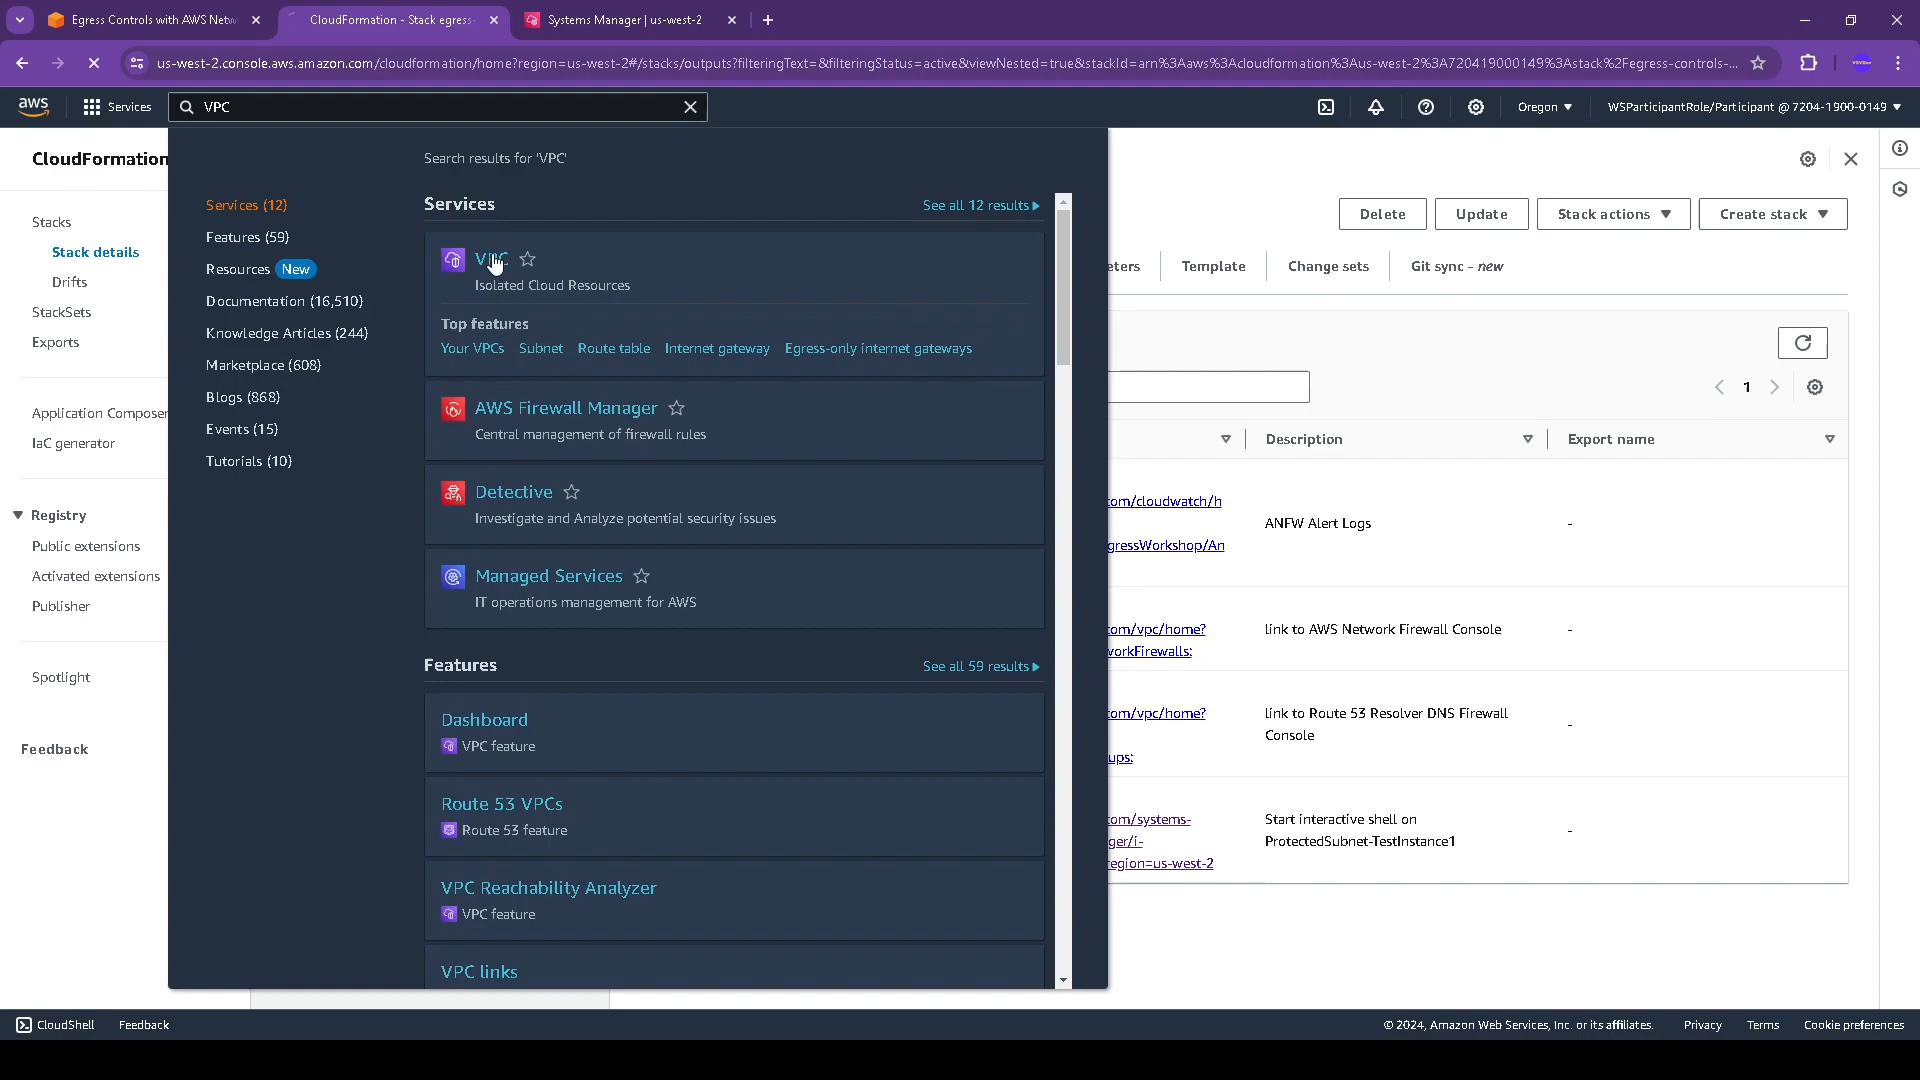 Egress Controls with AWS Netw
CloudFormation - Stack egress-
Systems Manager | us-west-2
us-west-2.console.aws.amazon.com/cloudformation/home?region=us-west-2#/stacks/outputs?filteringText=&filteringStatus=active&viewNested=true&stackId=arn%3Aaws%3Acloudformation%3Aus-west-2%3A720419000149%3Astack%2Fegress-controls-...
aws
Services
VPC
Oregon
WSParticipantRole/Participant @ 7204-1900-0149
CloudFormation
Stacks
Stack details
Drifts
StackSets
Exports
Application Composer
IaC generator
Registry
Public extensions
Activated extensions
Publisher
Spotlight
Feedback
Search results for 'VPC'
Services (12)
Features (59)
Resources New
Documentation (16,510)
Knowledge Articles (244)
Marketplace (608)
Blogs (868)
Events (15)
Tutorials (10)
Services
See all 12 results
VPC
Isolated Cloud Resources
Top features
Your VPCs Subnet Route table Internet gateway Egress-only internet gateways
AWS Firewall Manager
Central management of firewall rules
Detective
Investigate and Analyze potential security issues
Managed Services
IT operations management for AWS
Features
See all 59 results
Dashboard
VPC feature
Route 53 VPCs
Route 53 feature
VPC Reachability Analyzer
VPC feature
VPC links
Delete
Update
Stack actions
Create stack
eters
Template
Change sets
Git sync - new
1
Description
Export name
com/cloudwatch/h
gressWorkshop/An
ANFW Alert Logs
-
com/vpc/home?
workFirewalls:
link to AWS Network Firewall Console
-
com/vpc/home?
ups:
link to Route 53 Resolver DNS Firewall
Console
-
com/systems-
ger/i-
region=us-west-2
Start interactive shell on
ProtectedSubnet-TestInstance1
-
CloudShell
Feedback
© 2024, Amazon Web Services, Inc. or its affiliates.
Privacy
Terms
Cookie preferences